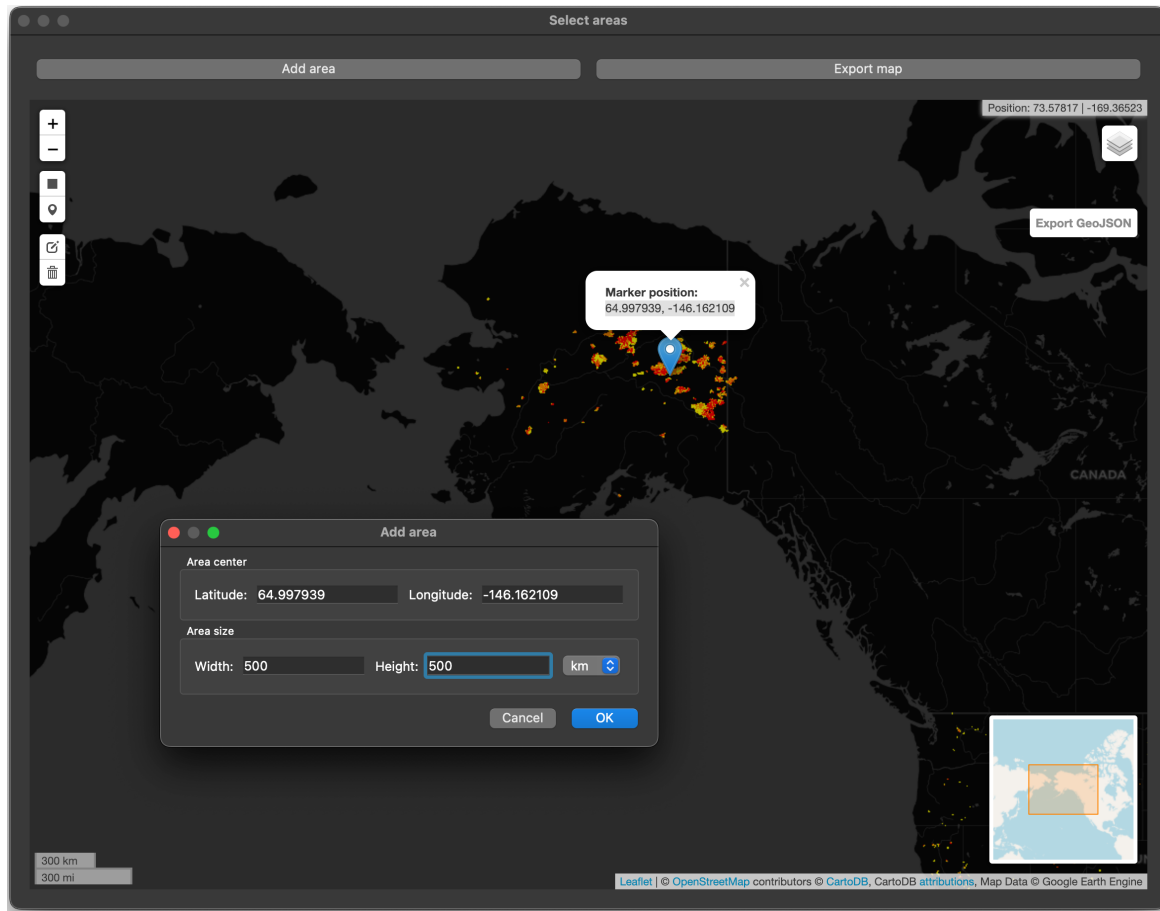 Select areas
Add area
Export map
Position: 73.57817 | -169.36523
+
−
Export GeoJSON
Marker position:
64.997939, -146.162109
×
CANADA
Add area
Area center
Latitude: 64.997939 Longitude: -146.162109
Area size
Width: 500 Height: 500 km
Cancel OK
300 km
300 mi
Leaflet | © OpenStreetMap contributors © CartoDB, CartoDB attributions, Map Data © Google Earth Engine